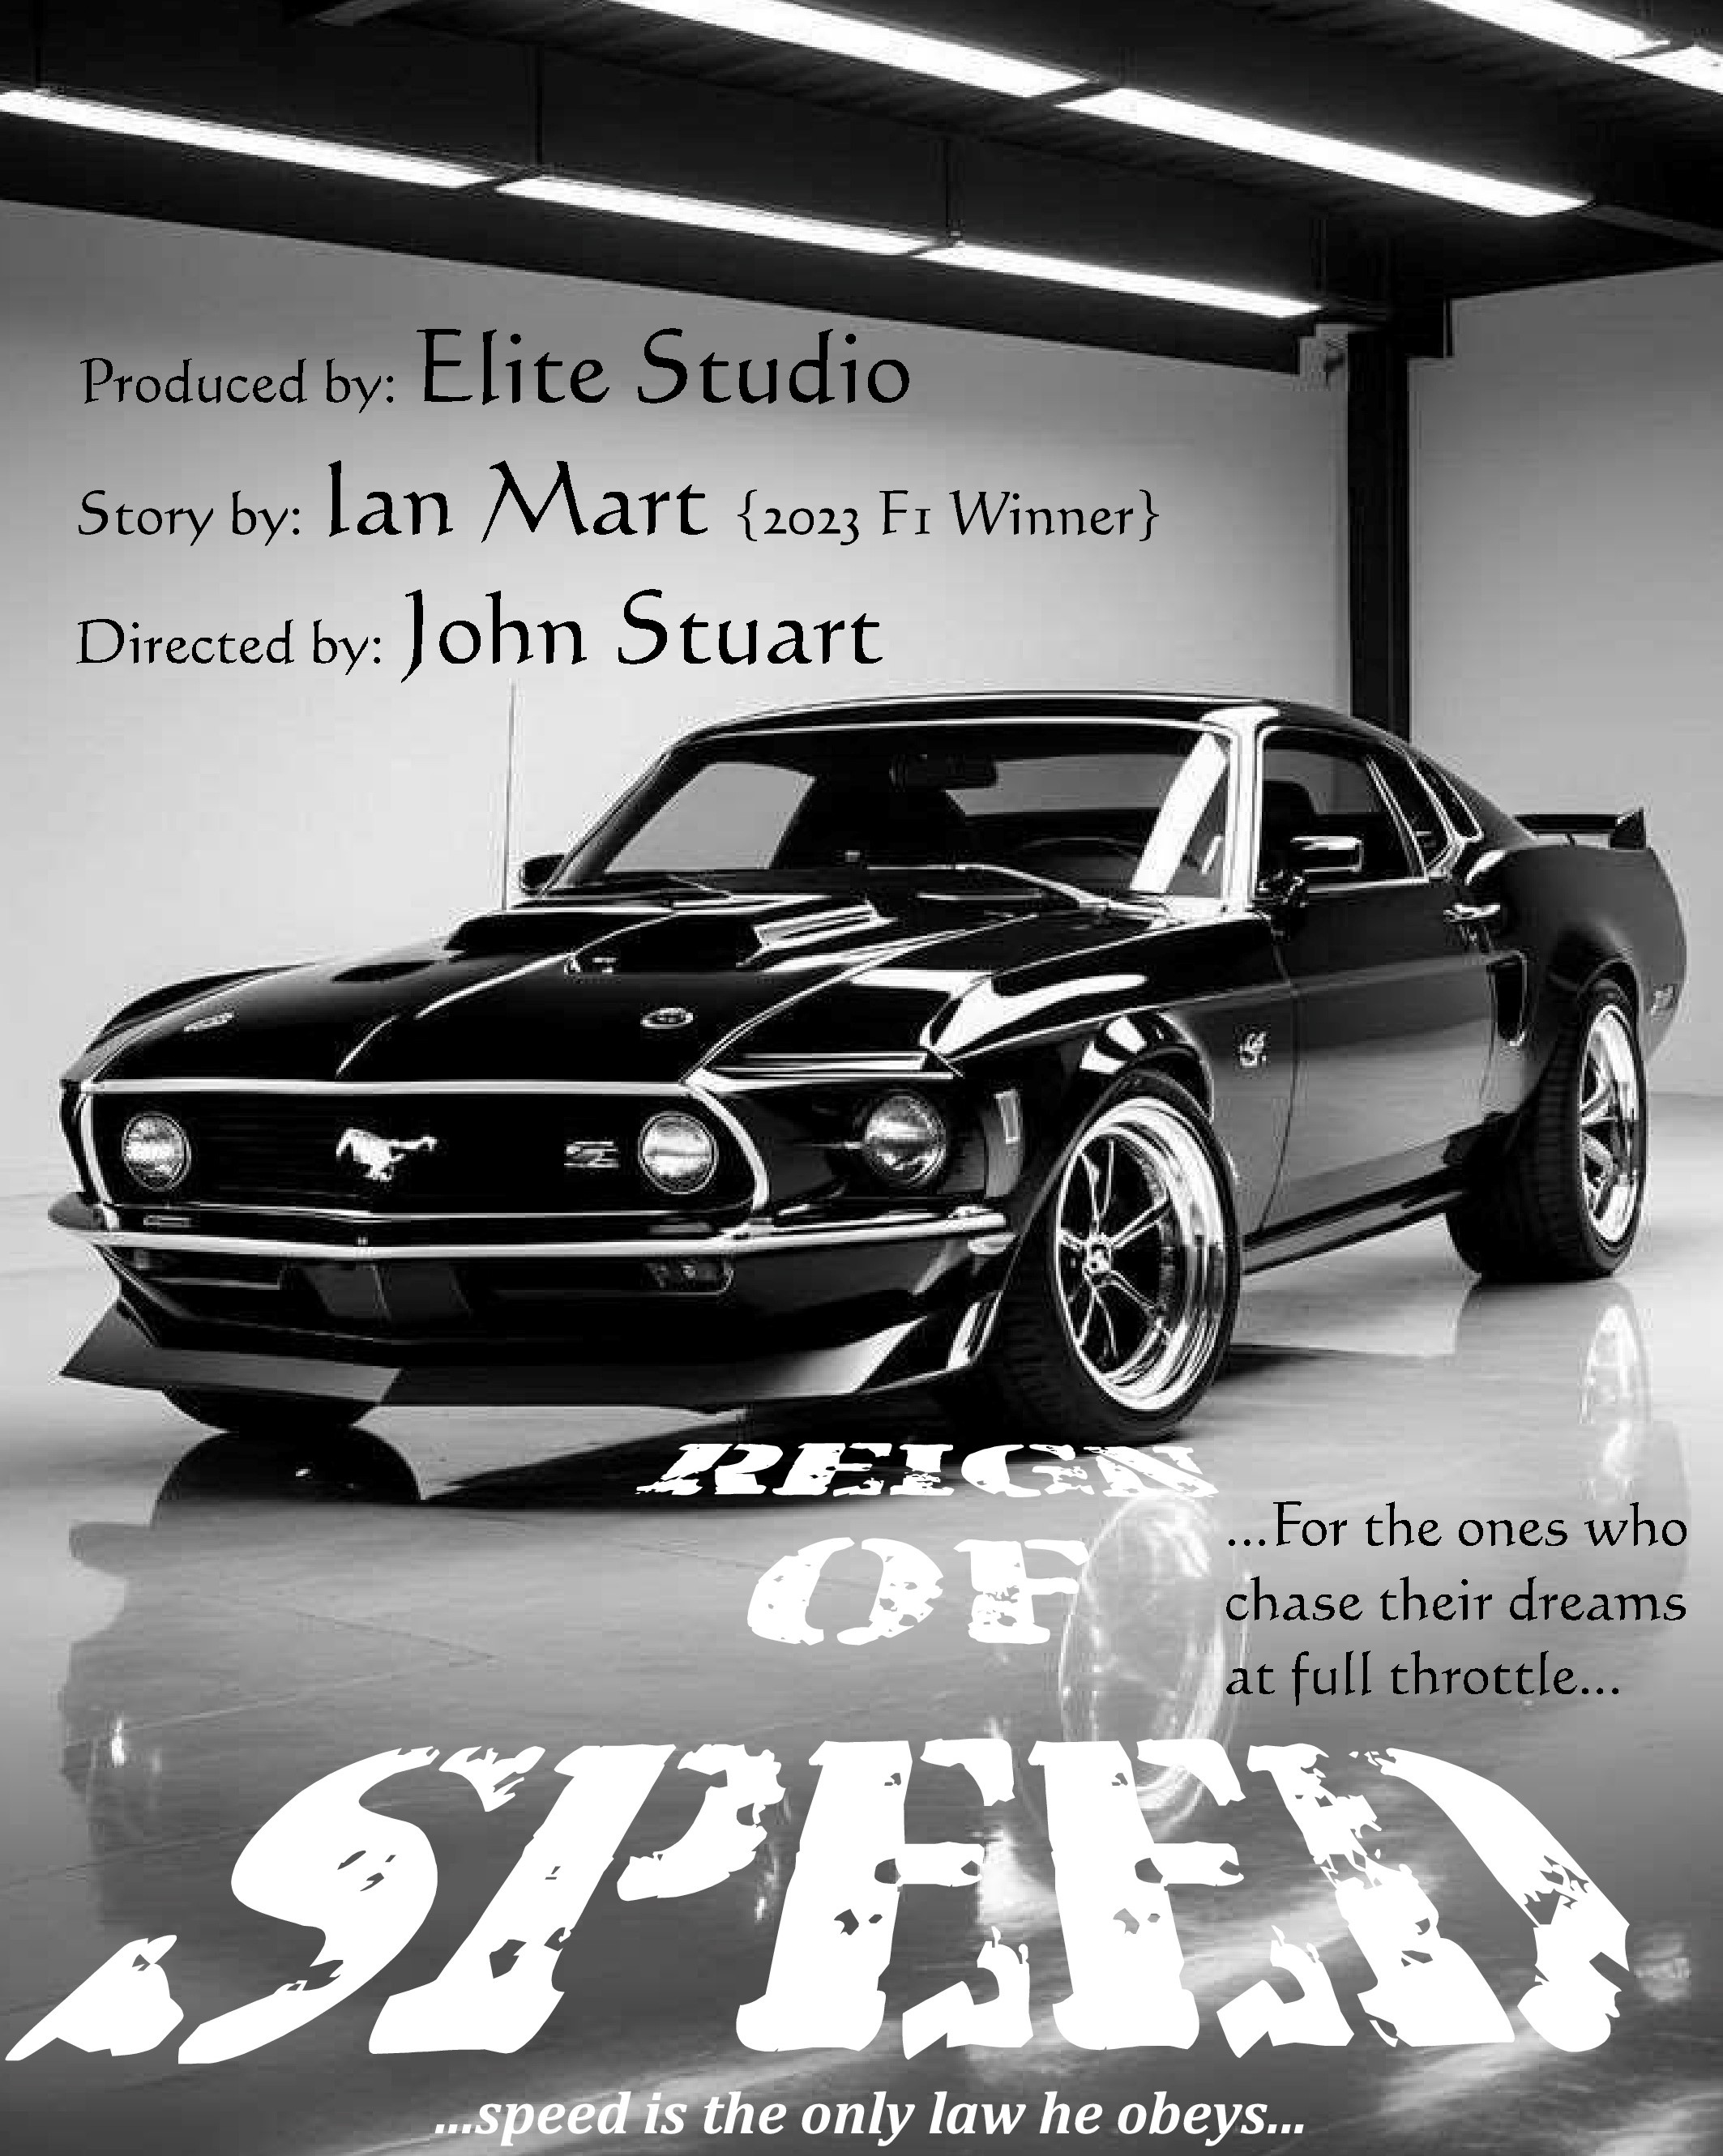 Produced by: Elite Studio
Story by: Ian Mart {2023 F1 Winner}
Directed by: John Stuart
REIGN
OF
...For the ones who
chase their dreams
at full throttle...
SPEED
...speed is the only law he obeys...